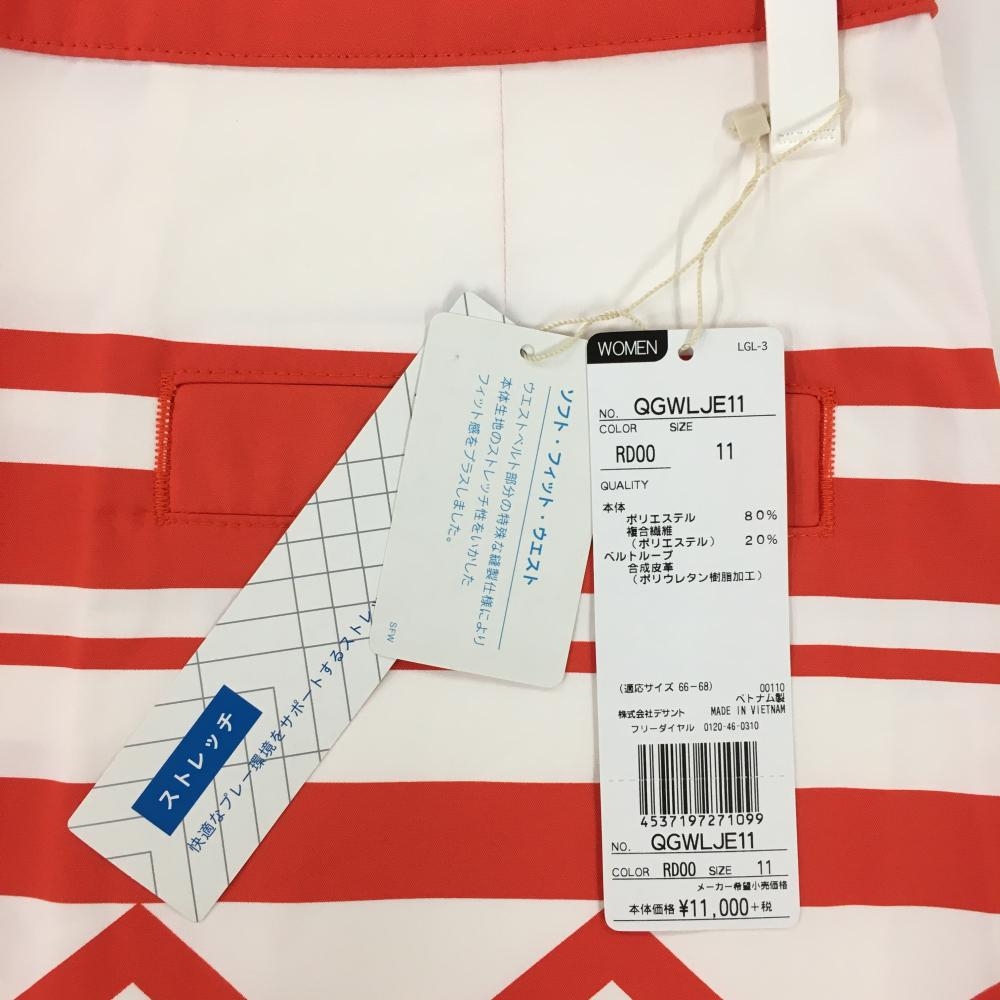 WOMEN
LGL-3
NO. QGWLJE11
COLOR SIZE
RD00 11
QUALITY
本体
ポリエステル 80%
複合繊維
(ポリエステル) 20%
ベルトループ
合成皮革
(ポリウレタン樹脂加工)
(適応サイズ 66-68) 00110
ベトナム製
株式会社デサント MADE IN VIETNAM
フリーダイヤル 0120-46-0310
4537197271099
NO. QGWLJE11
COLOR RD00 SIZE 11
メーカー希望小売価格
本体価格 ¥11,000+税
ソフト・フィット・ウエスト
ウエストベルト部分の特殊な縫製仕様により
本体生地のストレッチ性をいかした
フィット感をプラスしました。
SFW
ストレッチ
快適なプレー環境をサポートするストレッ